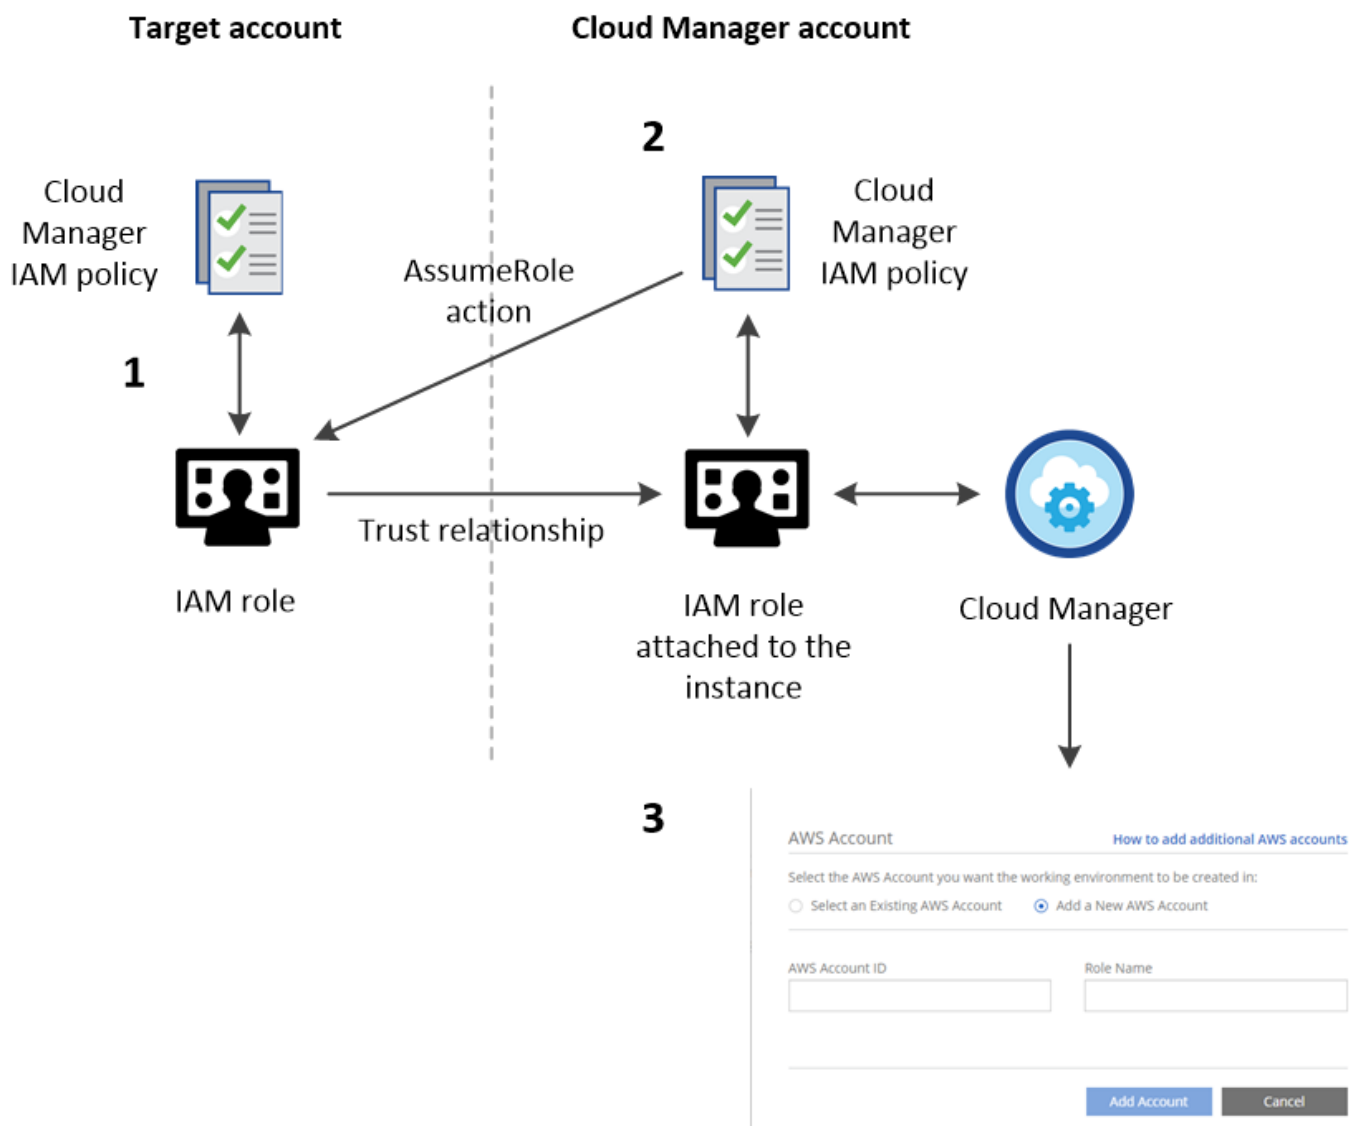 Target account
Cloud Manager account
2
Cloud
Manager
IAM policy
Cloud
Manager
IAM policy
AssumeRole
action
1
Trust relationship
IAM role
IAM role
attached to the
instance
Cloud Manager
3
AWS Account
How to add additional AWS accounts
Select the AWS Account you want the working environment to be created in:
Select an Existing AWS Account
Add a New AWS Account
AWS Account ID
Role Name
Add Account
Cancel